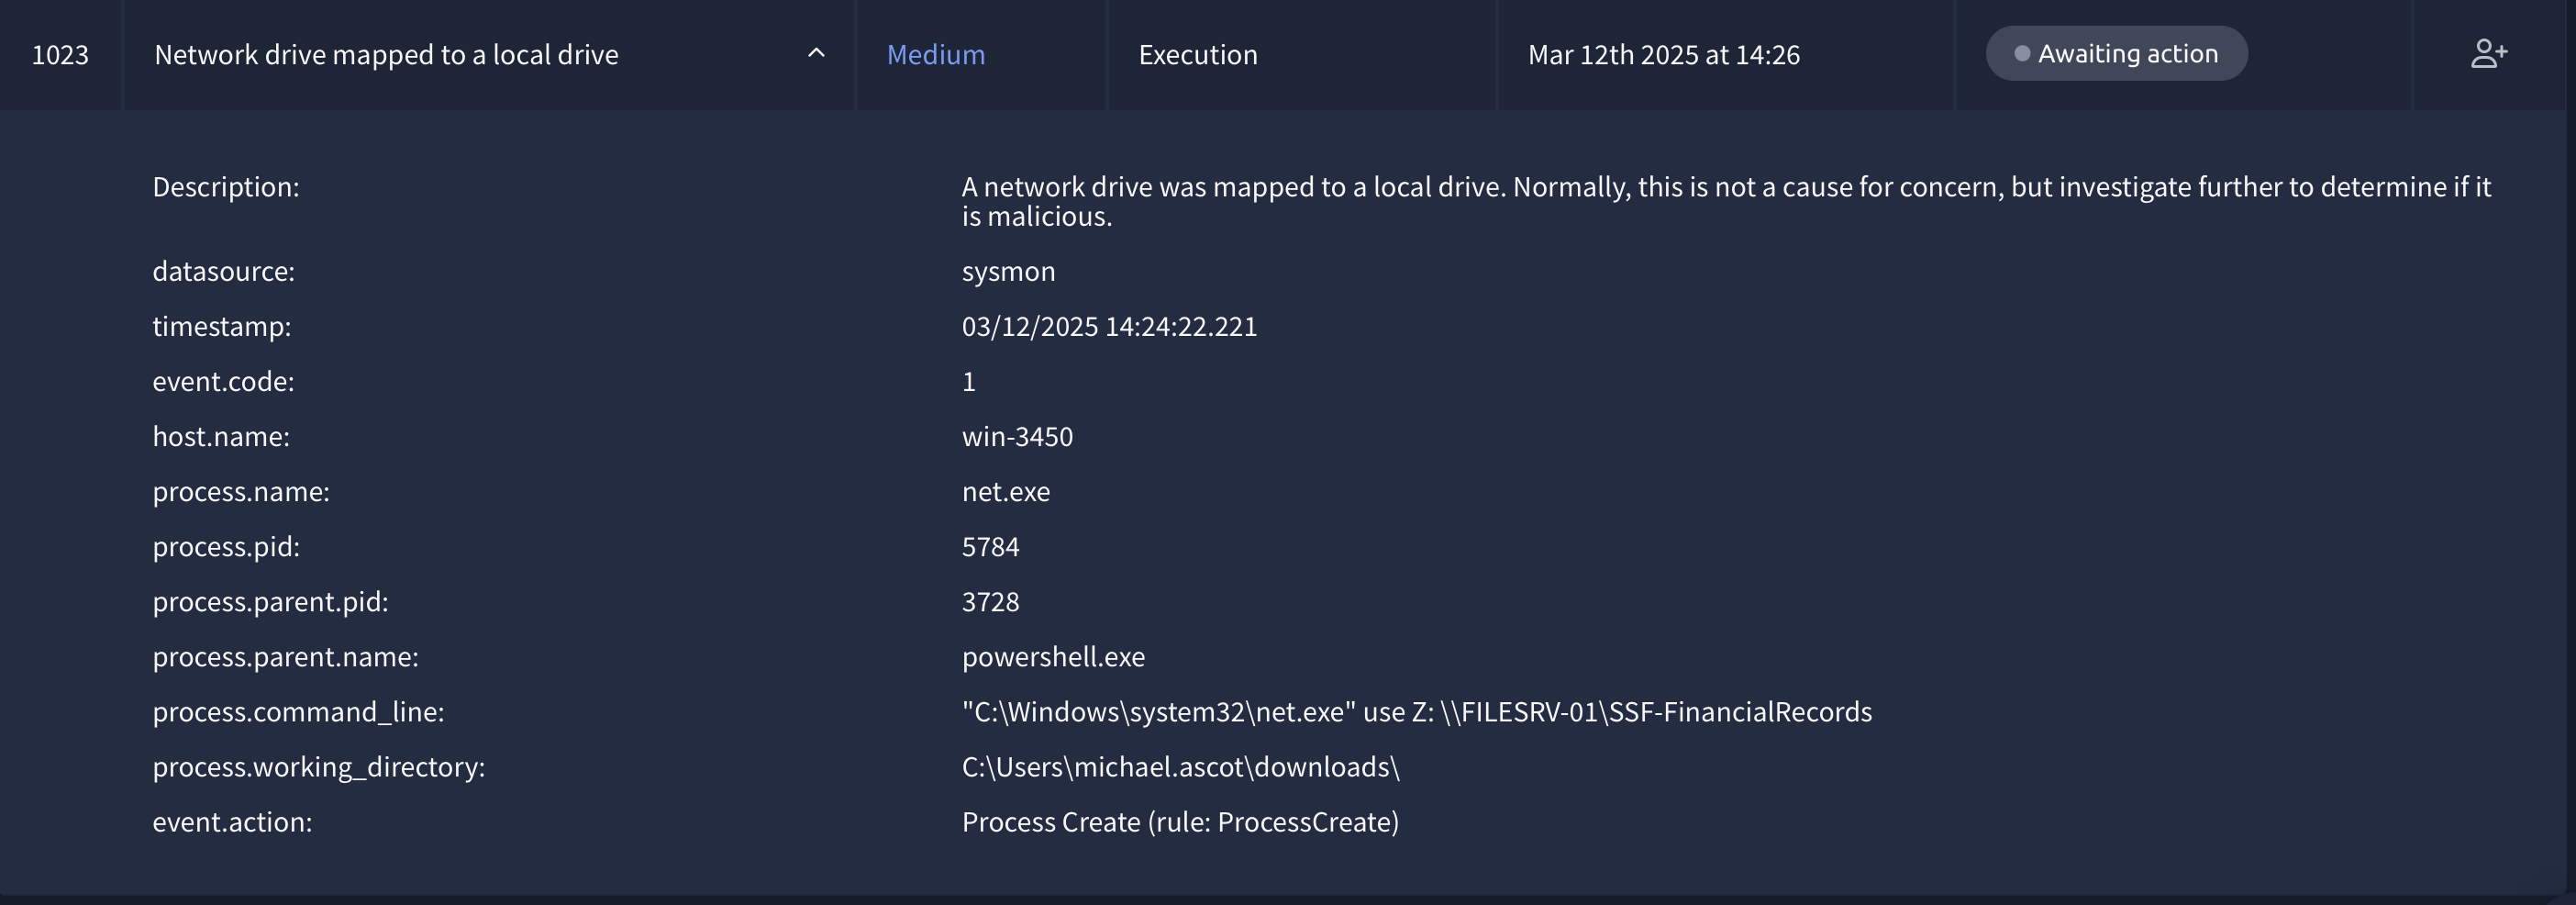 1023 Network drive mapped to a local drive Medium Execution Mar 12th 2025 at 14:26 Awaiting action
Description: A network drive was mapped to a local drive. Normally, this is not a cause for concern, but investigate further to determine if it
is malicious.
datasource: sysmon
timestamp: 03/12/2025 14:24:22.221
event.code: 1
host.name: win-3450
process.name: net.exe
process.pid: 5784
process.parent.pid: 3728
process.parent.name: powershell.exe
process.command_line: "C:\Windows\system32\net.exe" use Z: \\FILESRV-01\SSF-FinancialRecords
process.working_directory: C:\Users\michael.ascot\downloads\
event.action: Process Create (rule: ProcessCreate)